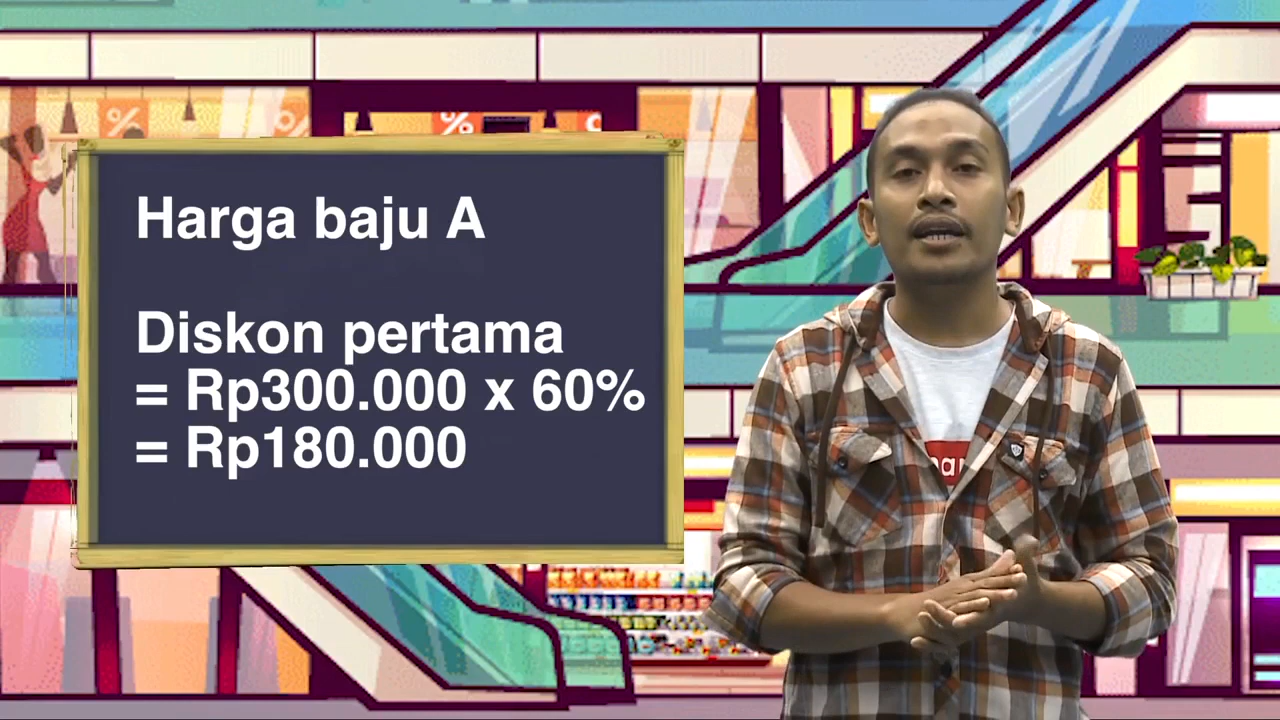 Harga baju A
Diskon pertama
= Rp300.000 x 60%
= Rp180.000
%
%